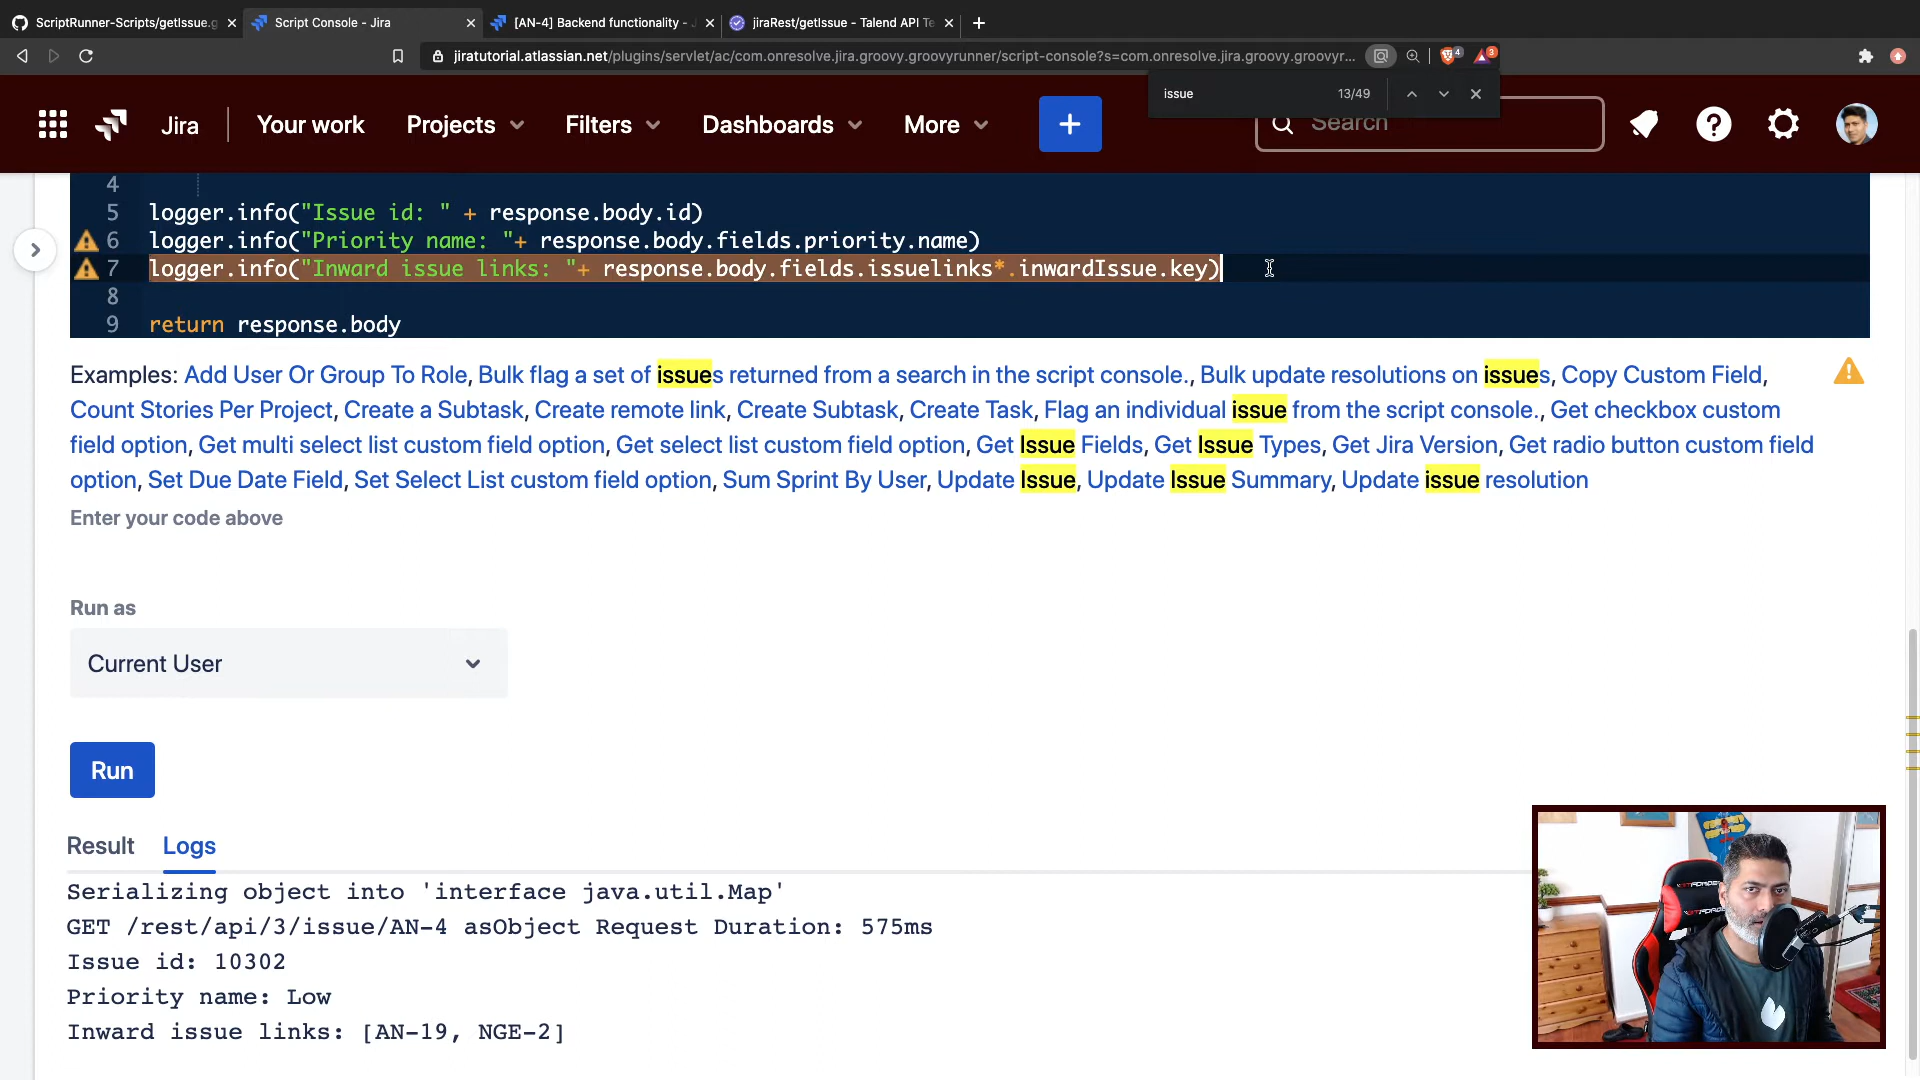 ScriptRunner-Scripts/getIssue.g
Script Console - Jira
[AN-4] Backend functionality -
jiraRest/getIssue - Talend API Te
jiratutorial.atlassian.net/plugins/servlet/ac/com.onresolve.jira.groovy.groovyrunner/script-console?s=com.onresolve.jira.groovy.groovyr...
4
3
issue
13/49
Jira
Your work
Projects
Filters
Dashboards
More
+
Search
4
5 logger.info("Issue id: " + response.body.id)
6 logger.info("Priority name: "+ response.body.fields.priority.name)
7 logger.info("Inward issue links: "+ response.body.fields.issuelinks*.inwardIssue.key)
8
9 return response.body
Examples: Add User Or Group To Role, Bulk flag a set of issues returned from a search in the script console., Bulk update resolutions on issues, Copy Custom Field,
Count Stories Per Project, Create a Subtask, Create remote link, Create Subtask, Create Task, Flag an individual issue from the script console., Get checkbox custom
field option, Get multi select list custom field option, Get select list custom field option, Get Issue Fields, Get Issue Types, Get Jira Version, Get radio button custom field
option, Set Due Date Field, Set Select List custom field option, Sum Sprint By User, Update Issue, Update Issue Summary, Update issue resolution
Enter your code above
Run as
Current User
Run
Result
Logs
Serializing object into 'interface java.util.Map'
GET /rest/api/3/issue/AN-4 asObject Request Duration: 575ms
Issue id: 10302
Priority name: Low
Inward issue links: [AN-19, NGE-2]